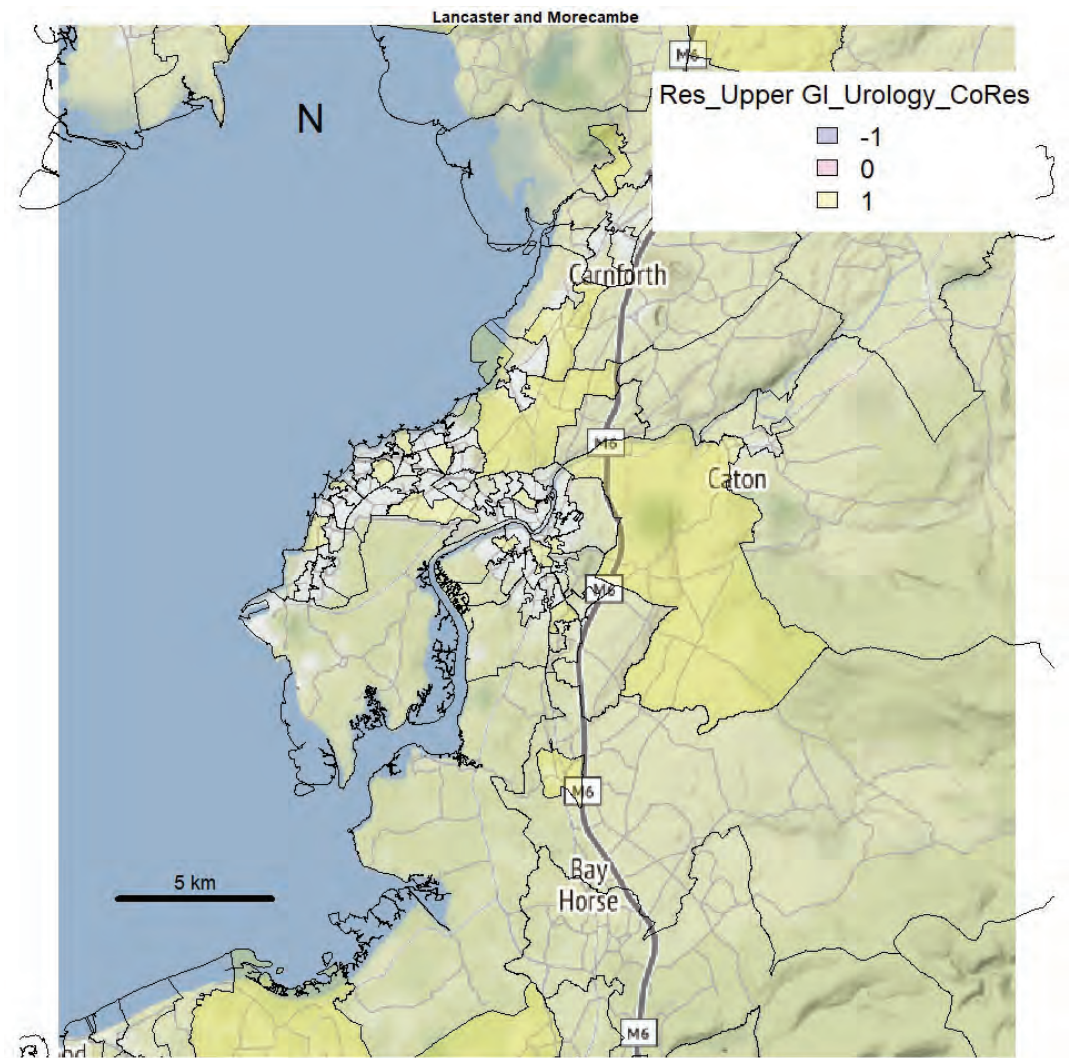 Lancaster and Morecambe
M6
N
Res_Upper GI_Urology_CoRes
-1
0
1
Carnforth
M6
Caton
M6
M6
Bay
Horse
5 km
M6